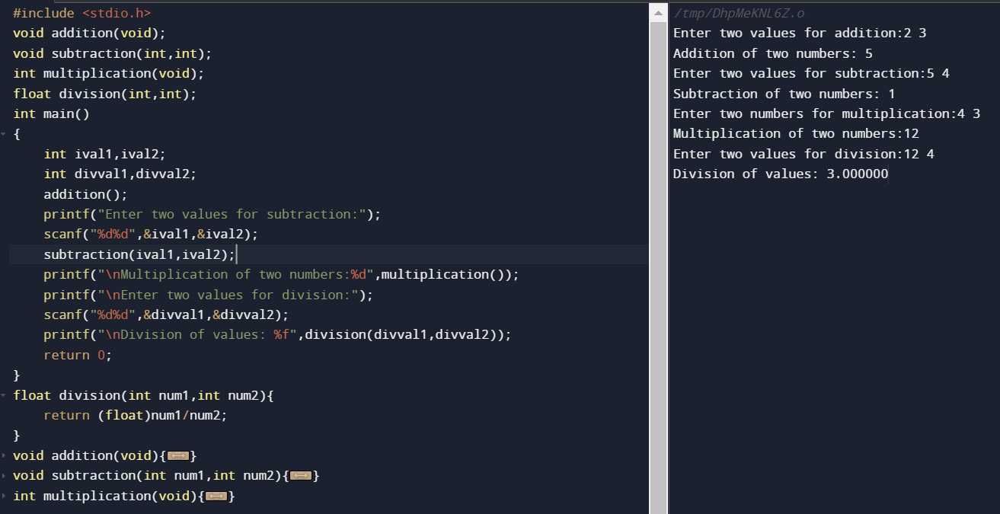 #include <stdio.h>
void addition(void);
void subtraction(int,int);
int multiplication(void);
float division(int,int);
int main()
{
    int ival1,ival2;
    int divval1,divval2;
    addition();
    printf("Enter two values for subtraction:");
    scanf("%d%d",&ival1,&ival2);
    subtraction(ival1,ival2);
    printf("\nMultiplication of two numbers:%d",multiplication());
    printf("\nEnter two values for division:");
    scanf("%d%d",&divval1,&divval2);
    printf("\nDivision of values: %f",division(divval1,divval2));
    return 0;
}
float division(int num1,int num2){
    return (float)num1/num2;
}
void addition(void){}
void subtraction(int num1,int num2){}
int multiplication(void){}
/tmp/DhpMeKNL6Z.o
Enter two values for addition:2 3
Addition of two numbers: 5
Enter two values for subtraction:5 4
Subtraction of two numbers: 1
Enter two numbers for multiplication:4 3
Multiplication of two numbers:12
Enter two values for division:12 4
Division of values: 3.000000